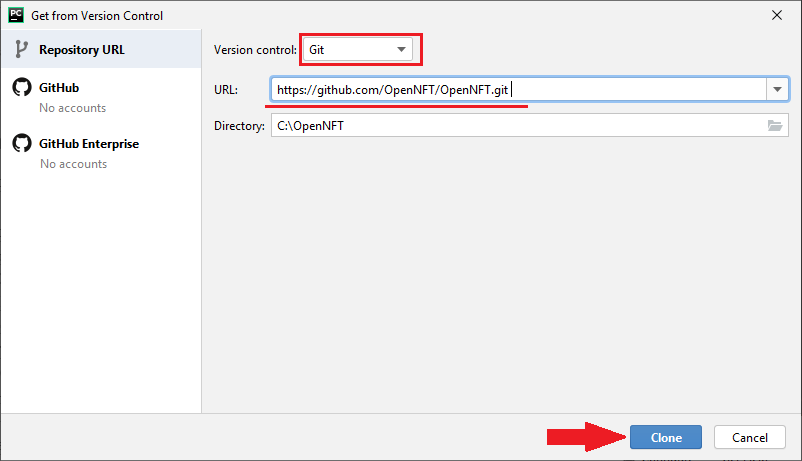 PC
Get from Version Control
Repository URL
GitHub
No accounts
GitHub Enterprise
No accounts
Version control: Git
URL: https://github.com/OpenNFT/OpenNFT.git
Directory: C:\OpenNFT
Clone Cancel